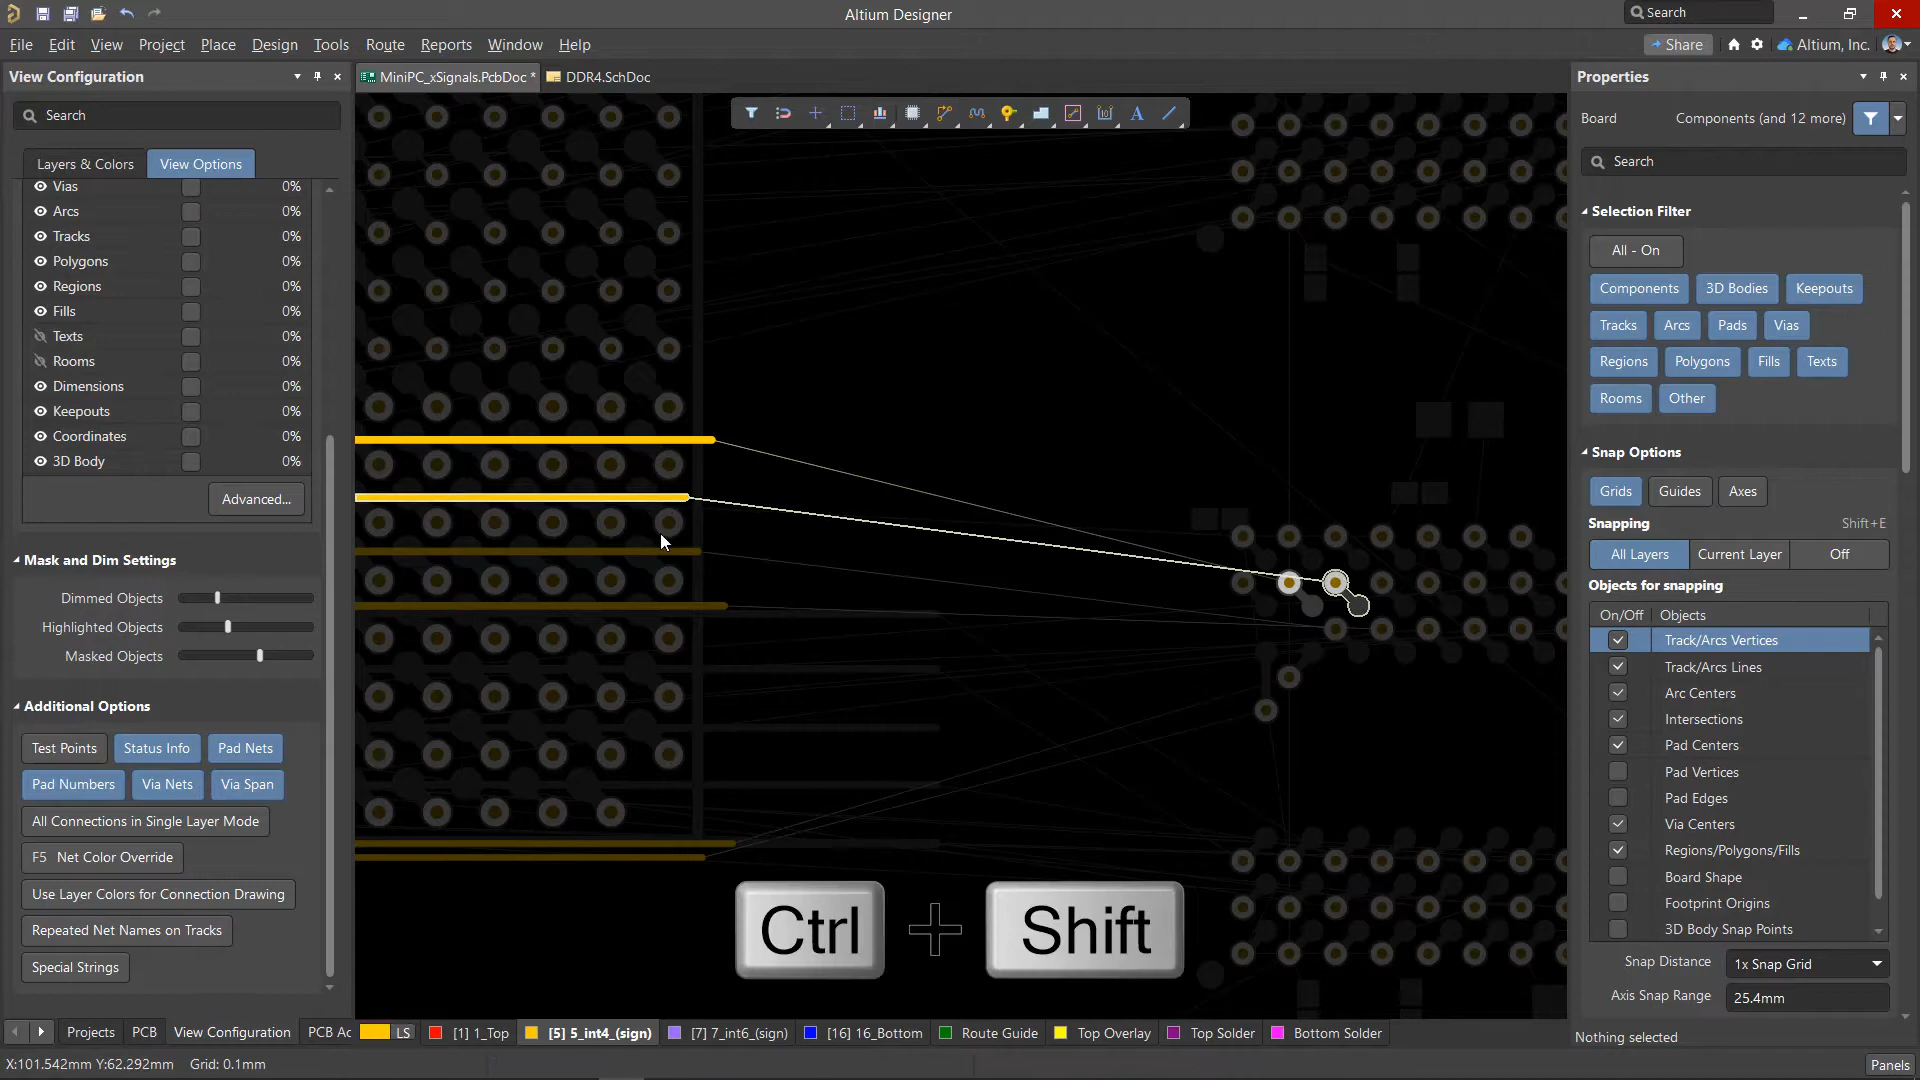 Altium Designer
Search
File Edit View Project Place Design Tools Route Reports Window Help
Share
Altium, Inc.
View Configuration
MiniPC_xSignals.PcbDoc *
DDR4.SchDoc
Search
Layers & Colors
View Options
Vias 0%
Arcs 0%
Tracks 0%
Polygons 0%
Regions 0%
Fills 0%
Texts 0%
Rooms 0%
Dimensions 0%
Keepouts 0%
Coordinates 0%
3D Body 0%
Advanced...
Mask and Dim Settings
Dimmed Objects
Highlighted Objects
Masked Objects
Additional Options
Test Points Status Info Pad Nets
Pad Numbers Via Nets Via Span
All Connections in Single Layer Mode
F5 Net Color Override
Use Layer Colors for Connection Drawing
Repeated Net Names on Tracks
Special Strings
Ctrl + Shift
Properties
Board Components (and 12 more)
Search
Selection Filter
All - On
Components 3D Bodies Keepouts
Tracks Arcs Pads Vias
Regions Polygons Fills Texts
Rooms Other
Snap Options
Grids Guides Axes
Snapping Shift+E
All Layers Current Layer Off
Objects for snapping
On/Off Objects
Track/Arcs Vertices
Track/Arcs Lines
Arc Centers
Intersections
Pad Centers
Pad Vertices
Pad Edges
Via Centers
Regions/Polygons/Fills
Board Shape
Footprint Origins
3D Body Snap Points
Snap Distance 1x Snap Grid
Axis Snap Range 25.4mm
Nothing selected
Projects PCB View Configuration PCB Ac
LS [1] 1_Top [5] 5_int4_(sign) [7] 7_int6_(sign) [16] 16_Bottom Route Guide Top Overlay Top Solder Bottom Solder
X:101.542mm Y:62.292mm Grid: 0.1mm
Panels